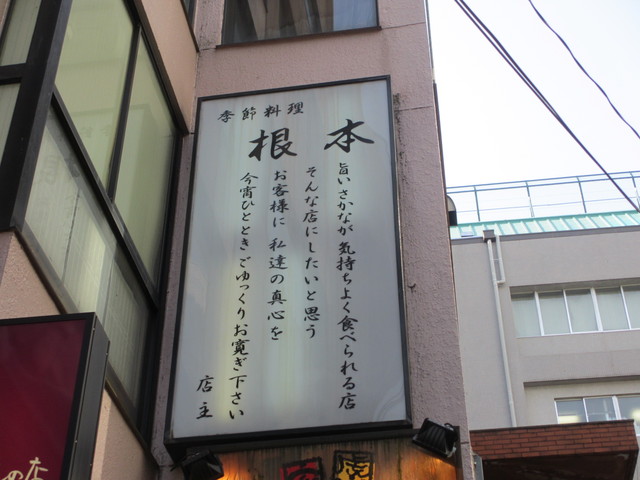 季節料理
根本
旨いさかなが気持ちよく食べられる店
そんな店にしたいと思う
お客様に私達の真心を
今宵ひとときごゆっくりお寛ぎ下さい
店主
店